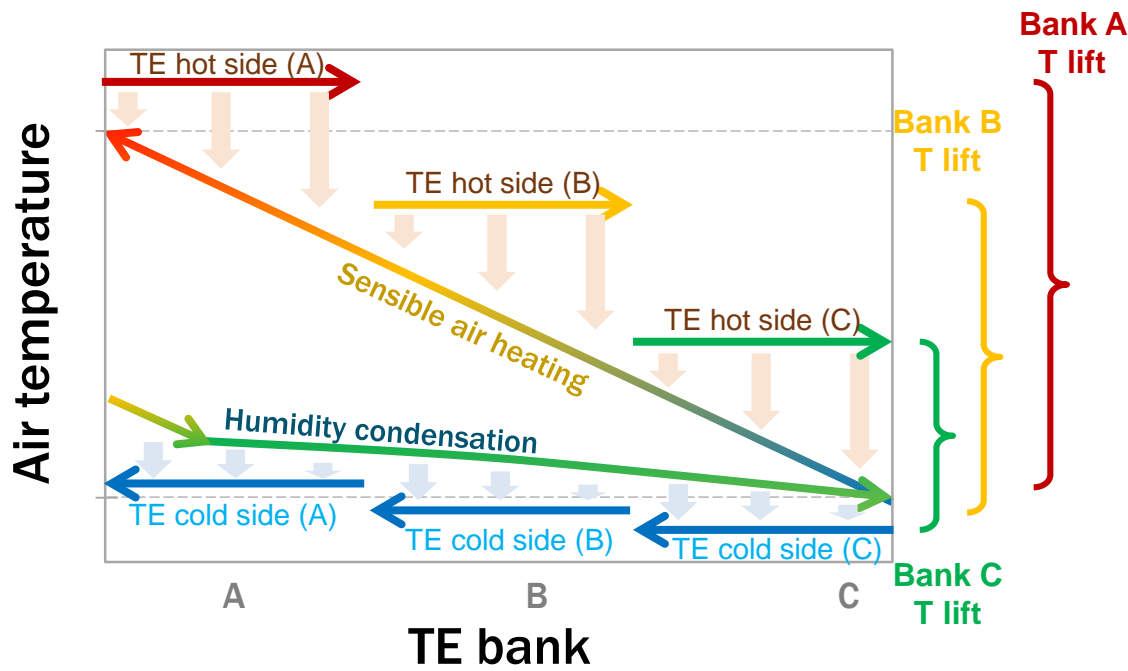 Bank A
T lift
TE hot side (A)
Bank B
T lift
TE hot side (B)
Sensible air heating
TE hot side (C)
Humidity condensation
TE cold side (A)
TE cold side (B)
TE cold side (C)
Bank C
T lift
Air temperature
A
B
C
TE bank